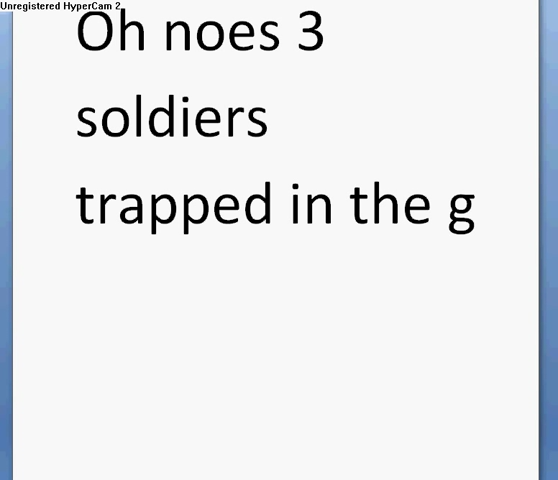 Unregistered HyperCam 2
Oh noes 3
soldiers
trapped in the g